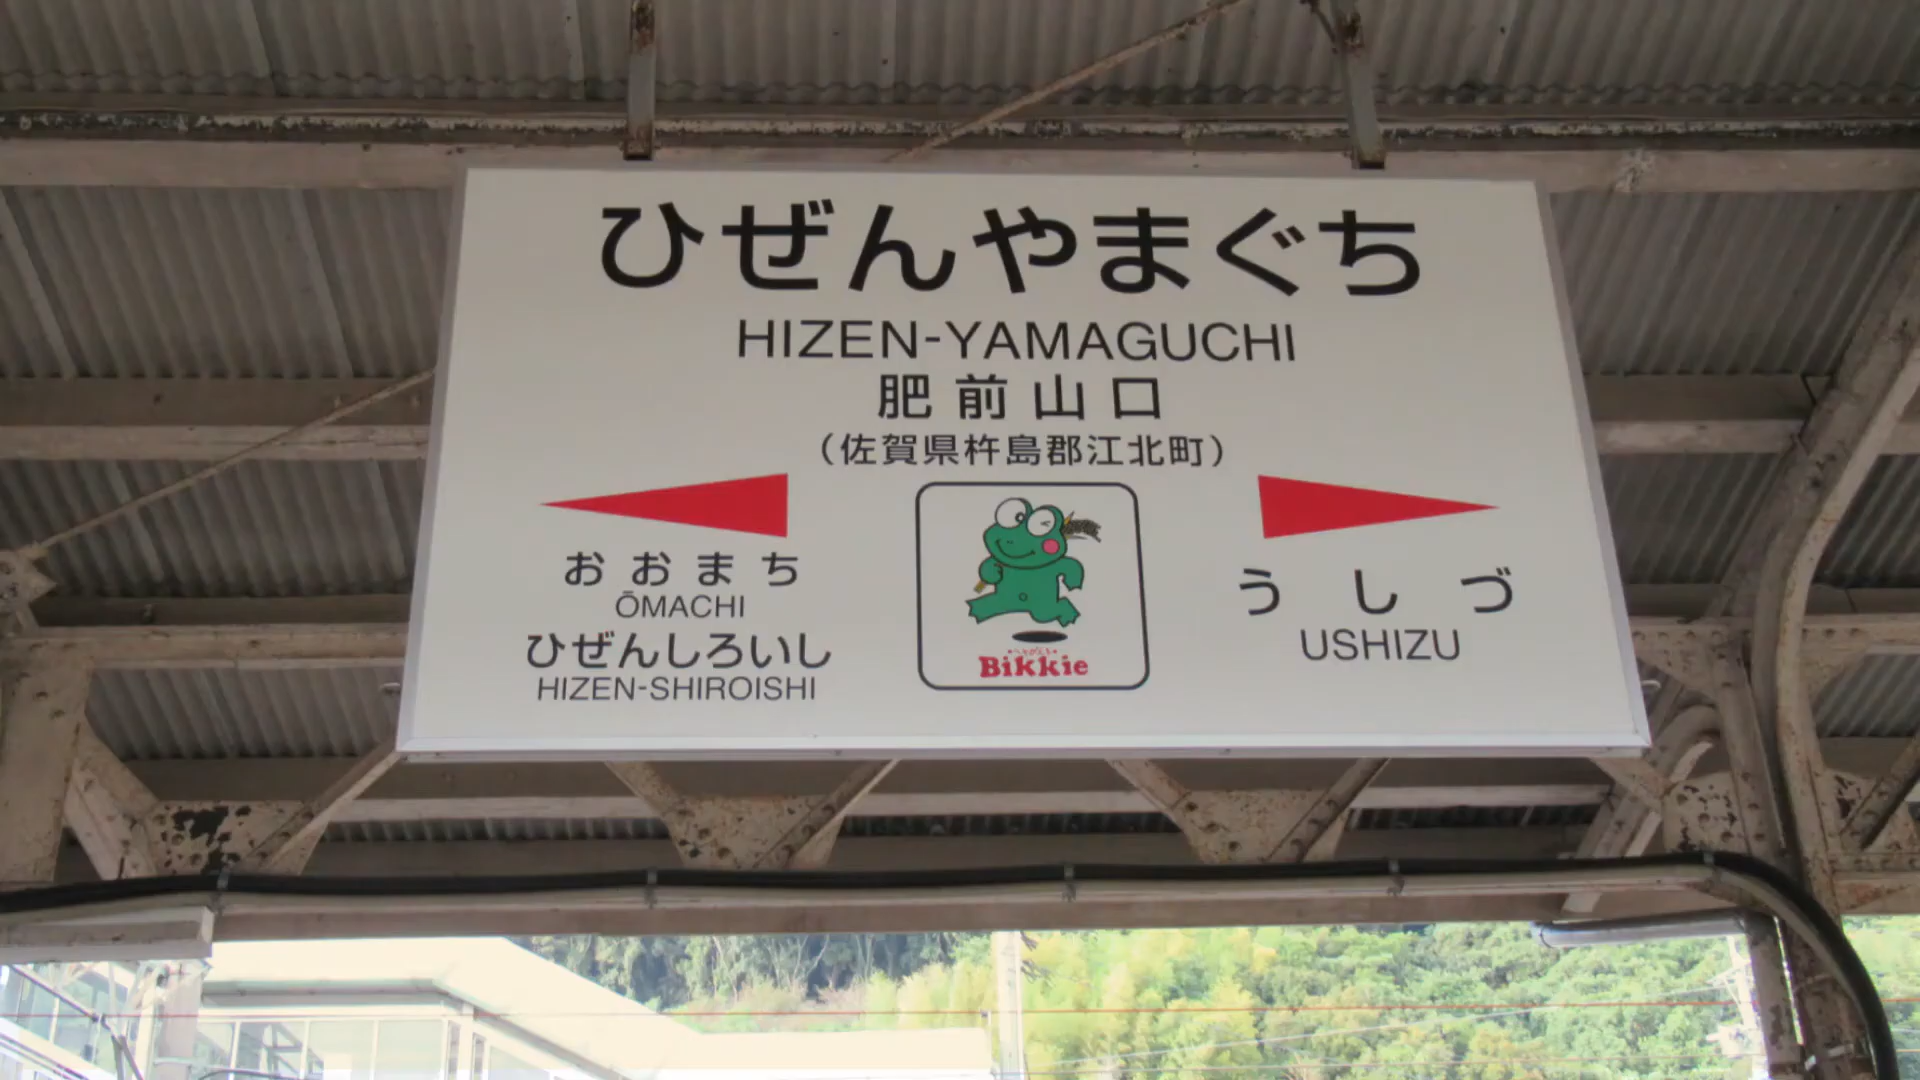 ひぜんやまぐち
HIZEN-YAMAGUCHI
肥前山口
(佐賀県杵島郡江北町)
おおまち
ŌMACHI
ひぜんしろいし
HIZEN-SHIROISHI
Bikkie
うしづ
USHIZU